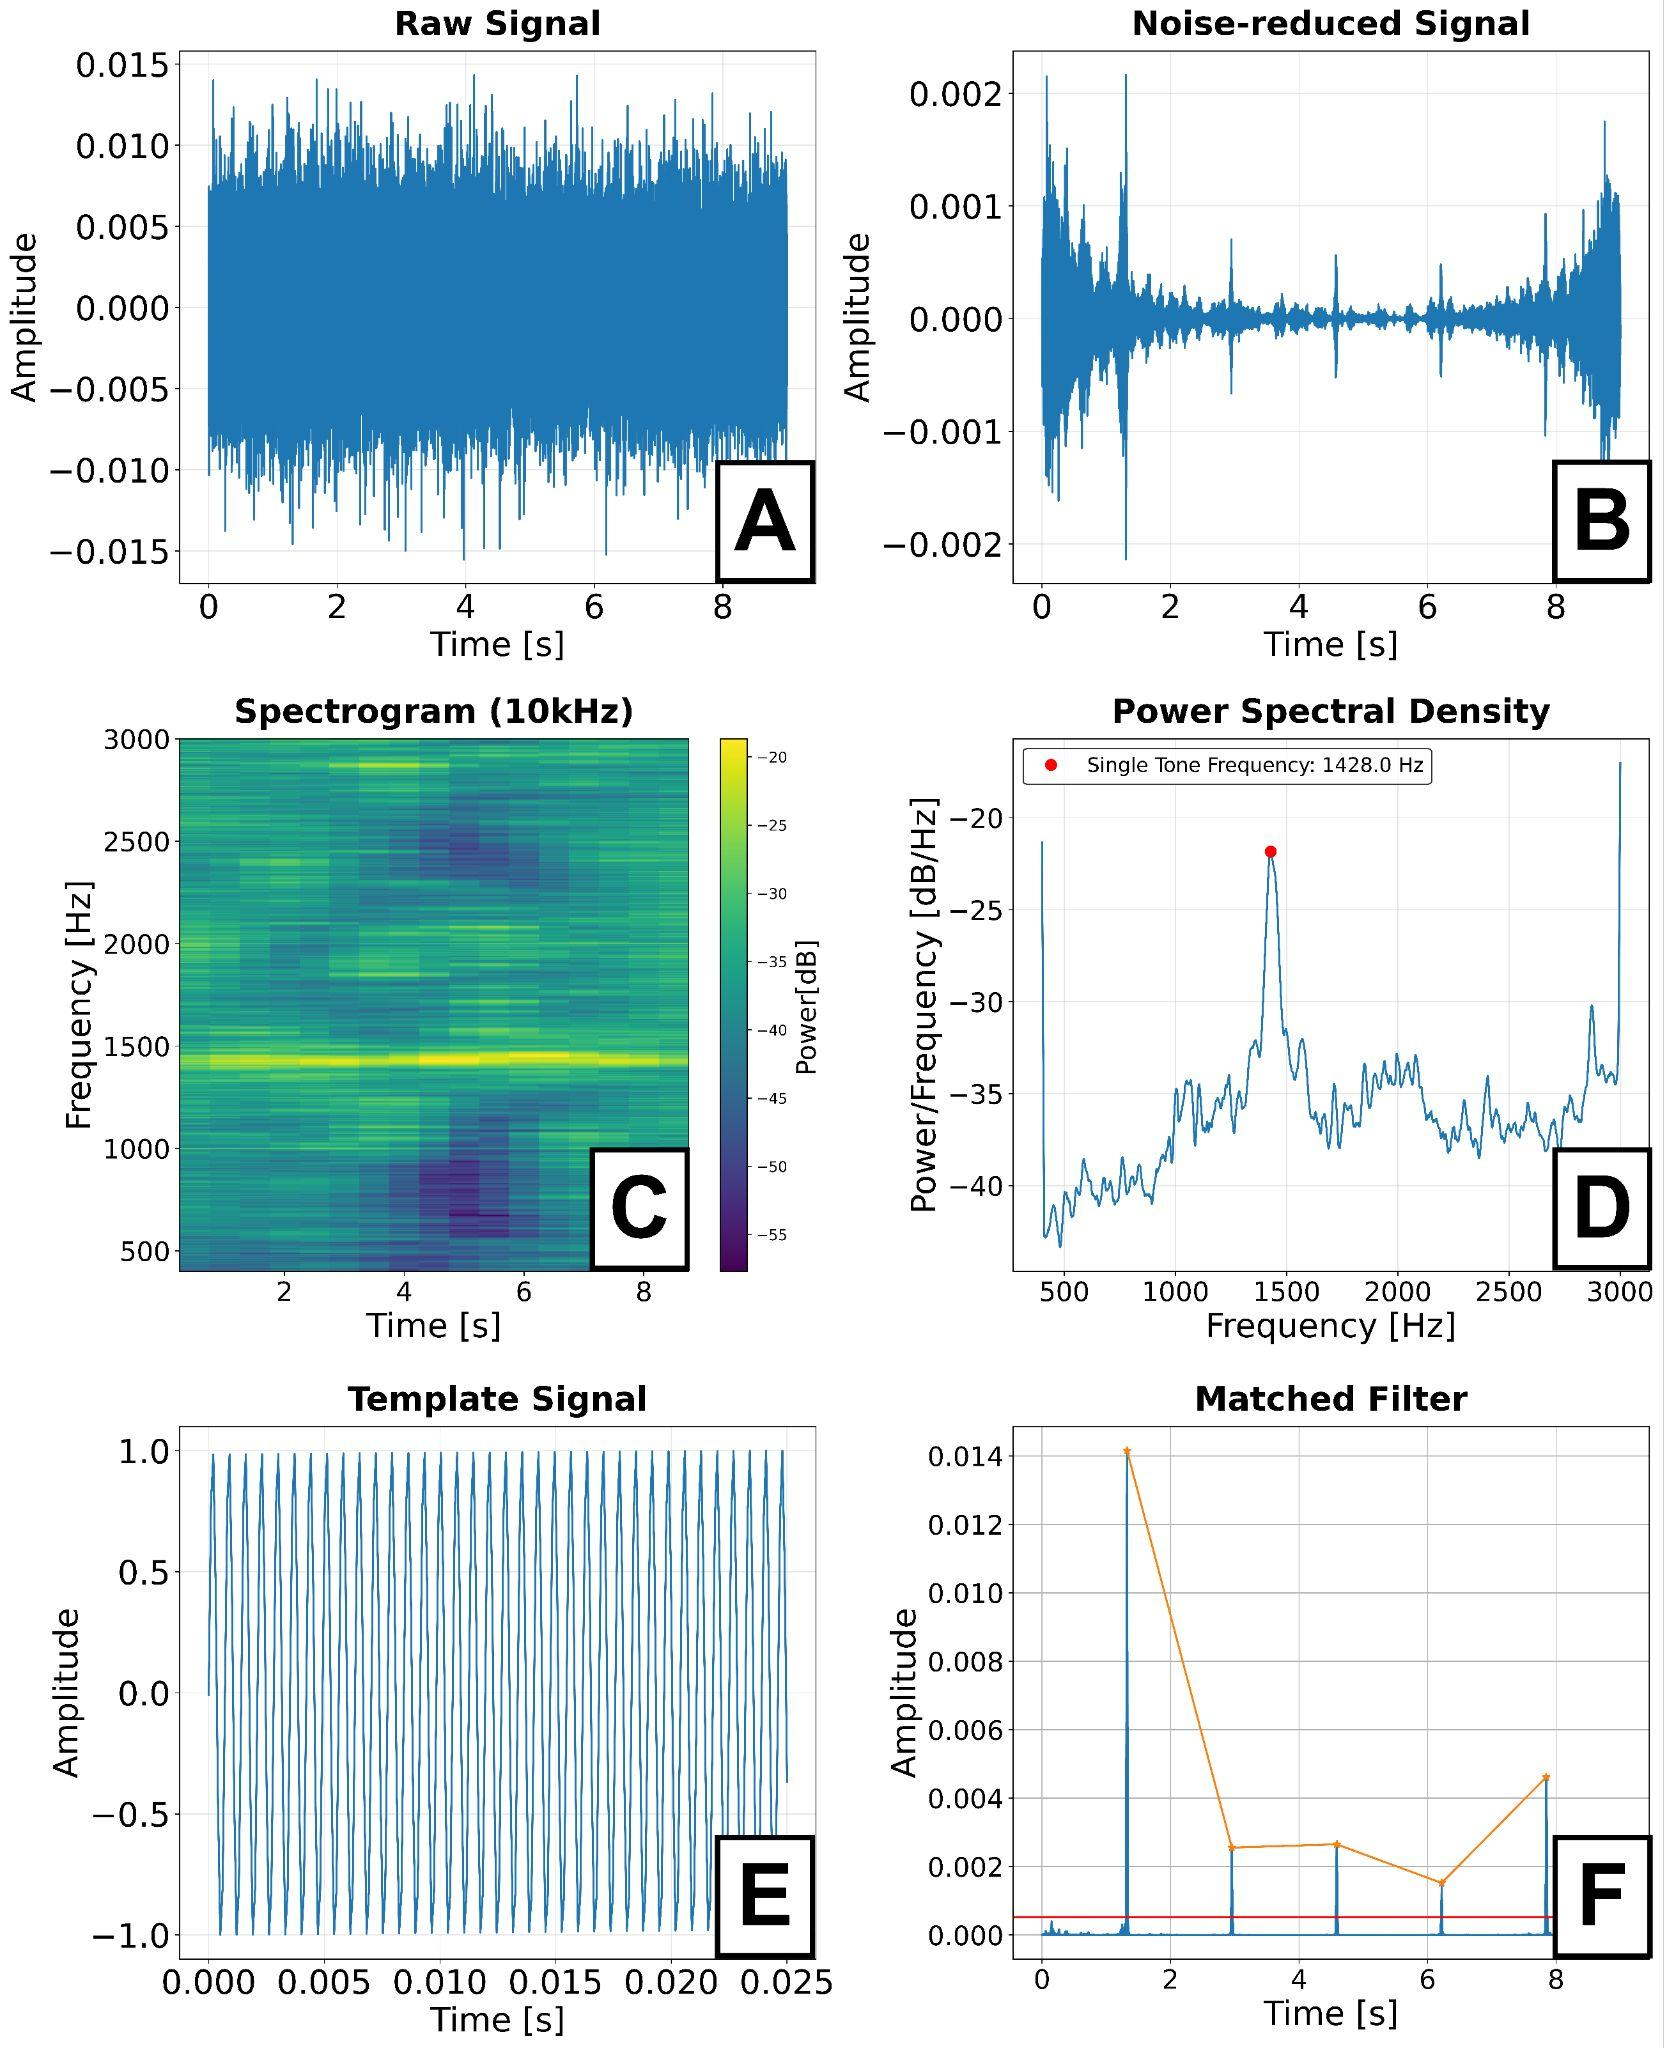 Raw Signal
Amplitude
0.015
0.010
0.005
0.000
−0.005
−0.010
−0.015
0 2 4 6 8
Time [s]
A
Noise-reduced Signal
Amplitude
0.002
0.001
0.000
−0.001
−0.002
0 2 4 6 8
Time [s]
B
Spectrogram (10kHz)
Frequency [Hz]
3000
2500
2000
1500
1000
500
2 4 6 8
Time [s]
−20
−25
−30
−35
−40
−45
−50
−55
Power[dB]
C
Power Spectral Density
Single Tone Frequency: 1428.0 Hz
Power/Frequency [dB/Hz]
−20
−25
−30
−35
−40
500 1000 1500 2000 2500 3000
Frequency [Hz]
D
Template Signal
Amplitude
1.0
0.5
0.0
−0.5
−1.0
0.000 0.005 0.010 0.015 0.020 0.025
Time [s]
E
Matched Filter
Amplitude
0.014
0.012
0.010
0.008
0.006
0.004
0.002
0.000
0 2 4 6 8
Time [s]
F